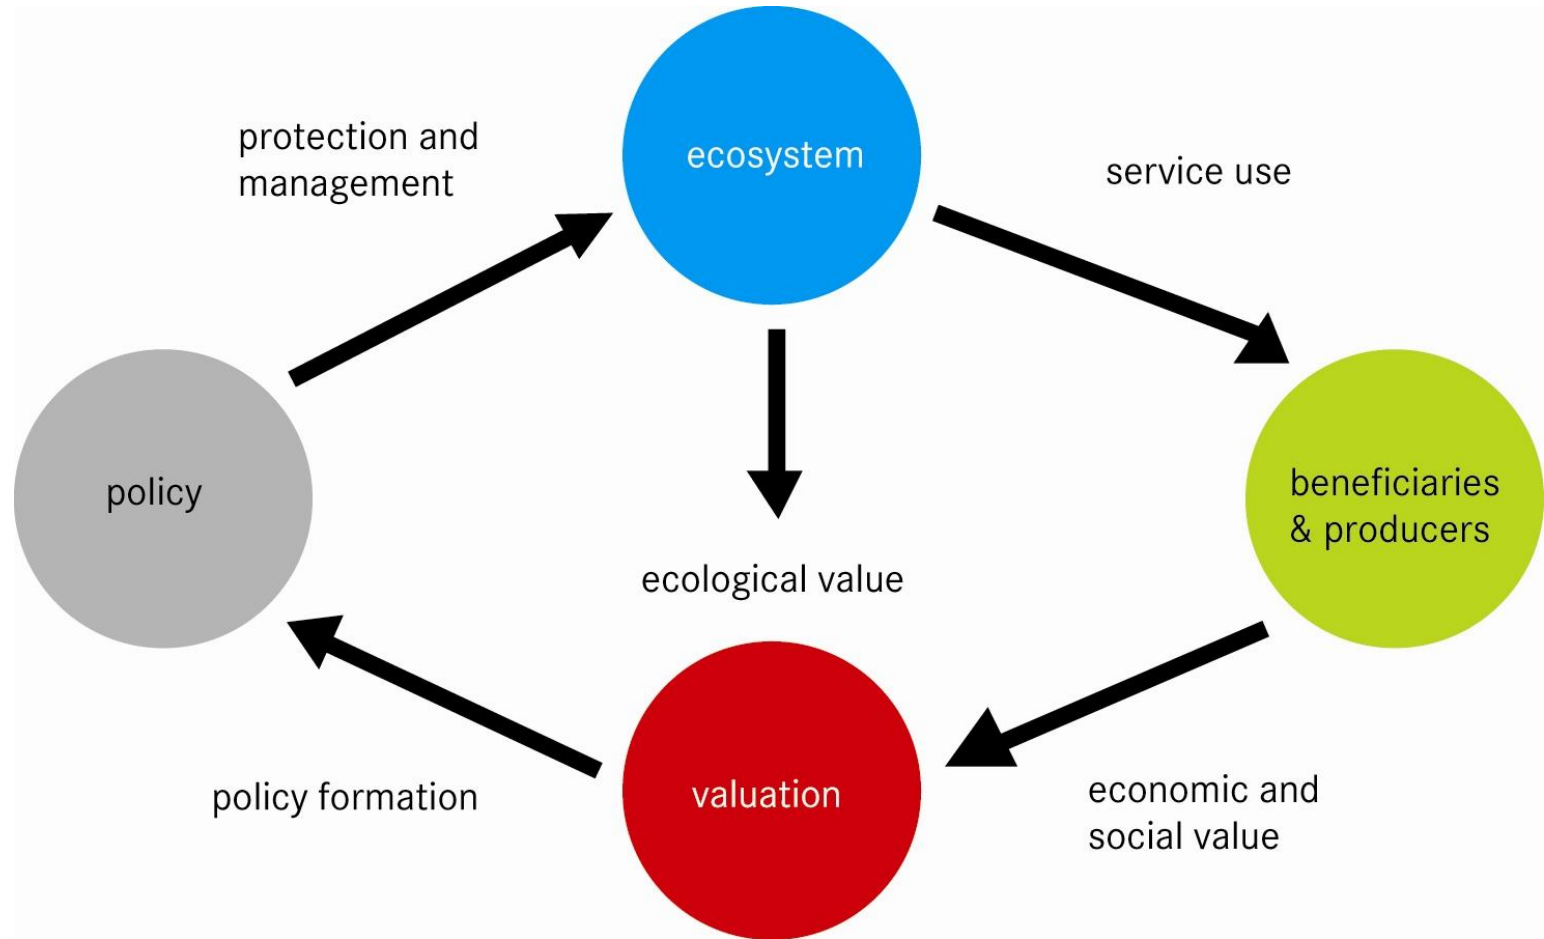 protection and
management
ecosystem
service use
policy
beneficiaries
& producers
ecological value
policy formation
valuation
economic and
social value